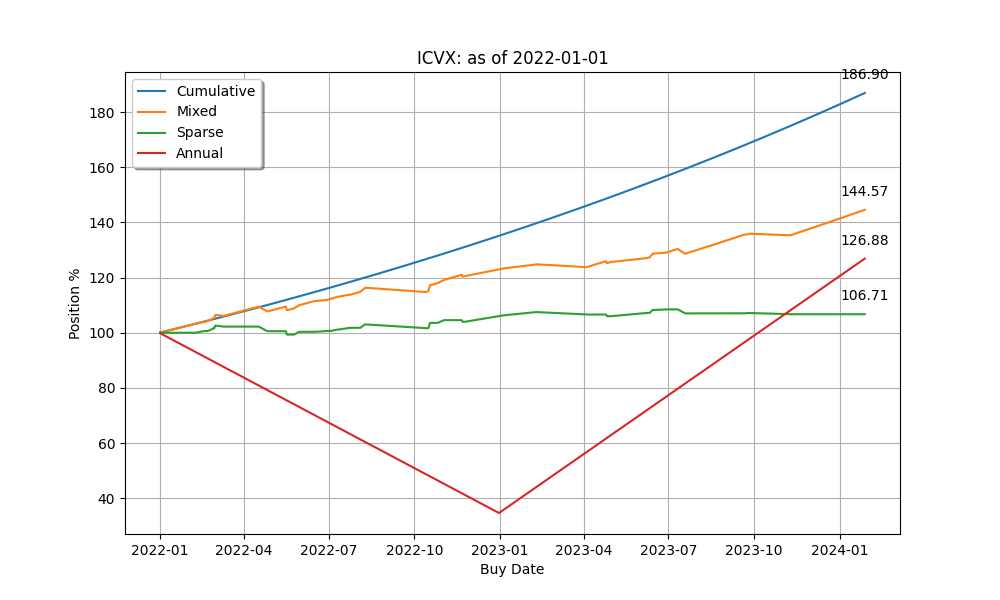 ICVX: as of 2022-01-01
Cumulative
Mixed
Sparse
Annual
186.90
144.57
126.88
106.71
Position %
180
160
140
120
100
80
60
40
2022-01 2022-04 2022-07 2022-10 2023-01 2023-04 2023-07 2023-10 2024-01
Buy Date